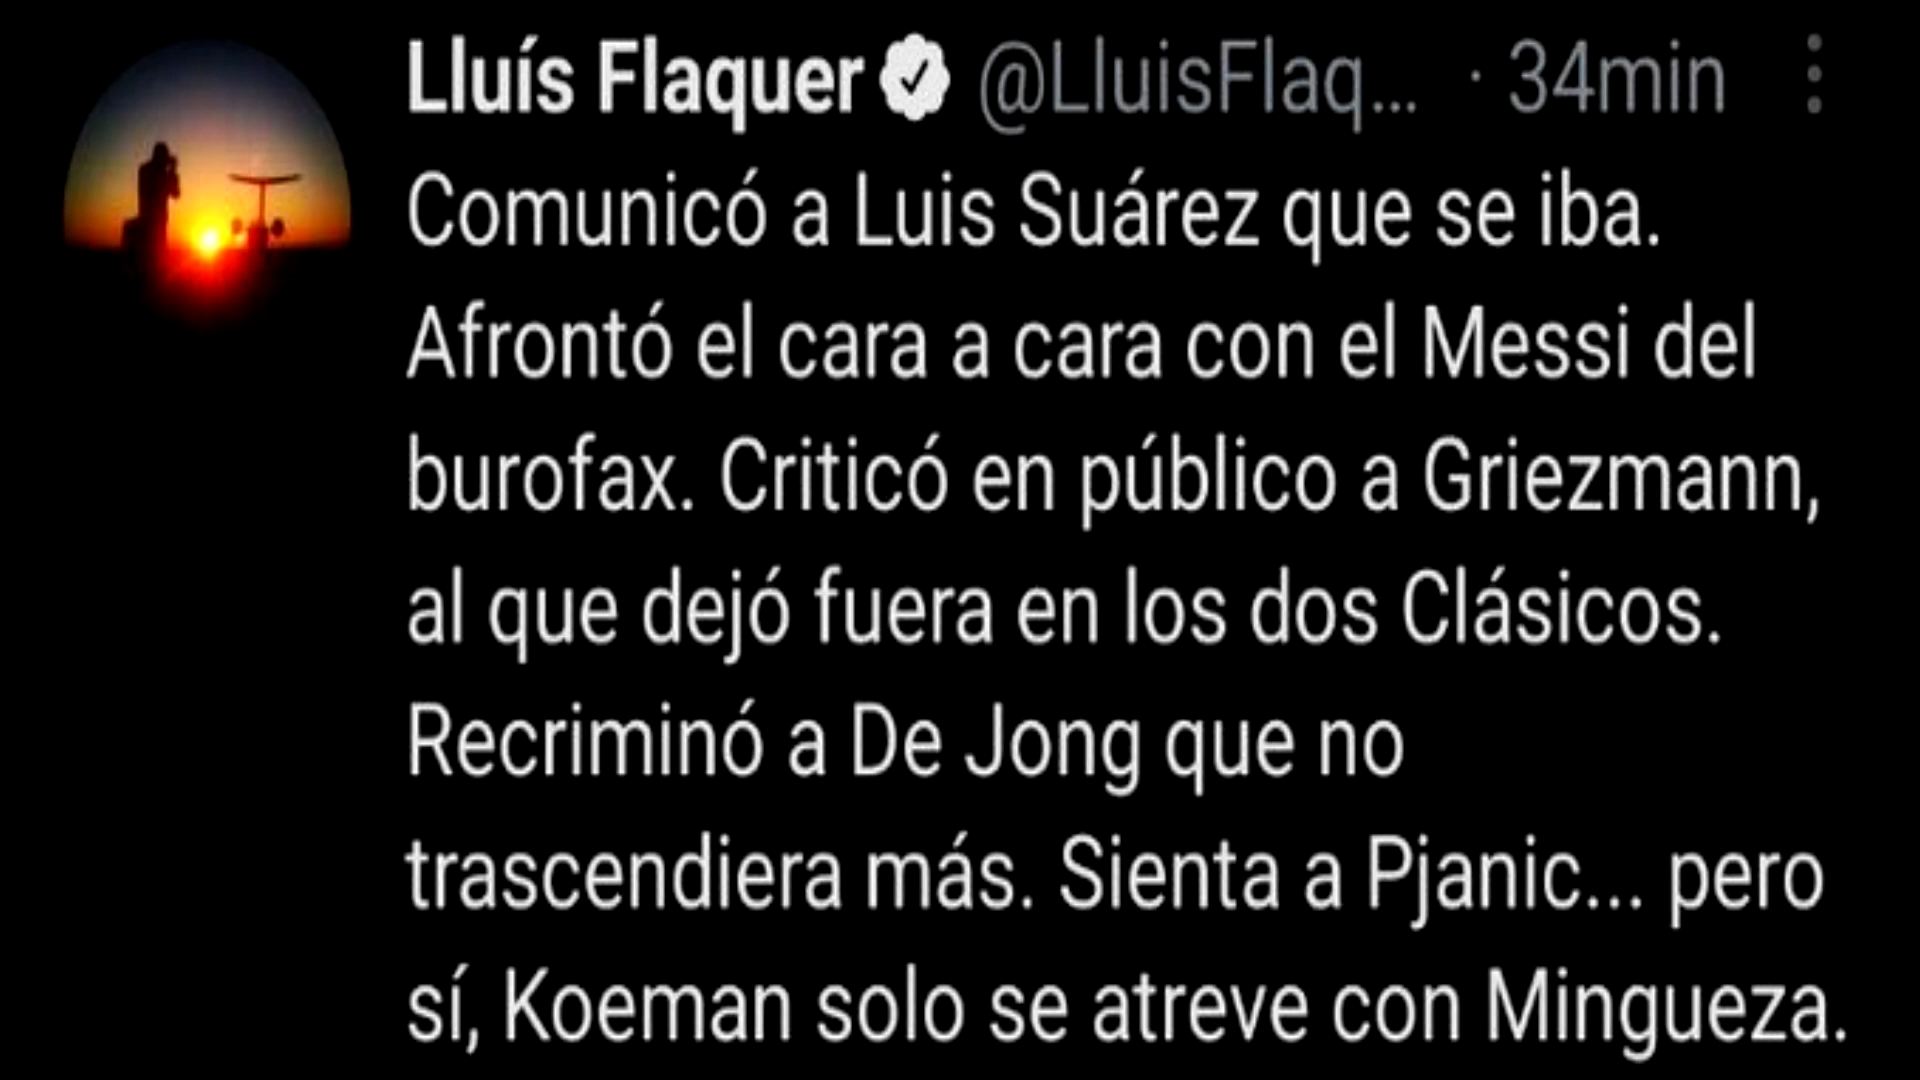 Lluís Flaquer @LluisFlaq... · 34min
Comunicó a Luis Suárez que se iba.
Afrontó el cara a cara con el Messi del
burofax. Criticó en público a Griezmann,
al que dejó fuera en los dos Clásicos.
Recriminó a De Jong que no
trascendiera más. Sienta a Pjanic... pero
sí, Koeman solo se atreve con Mingueza.